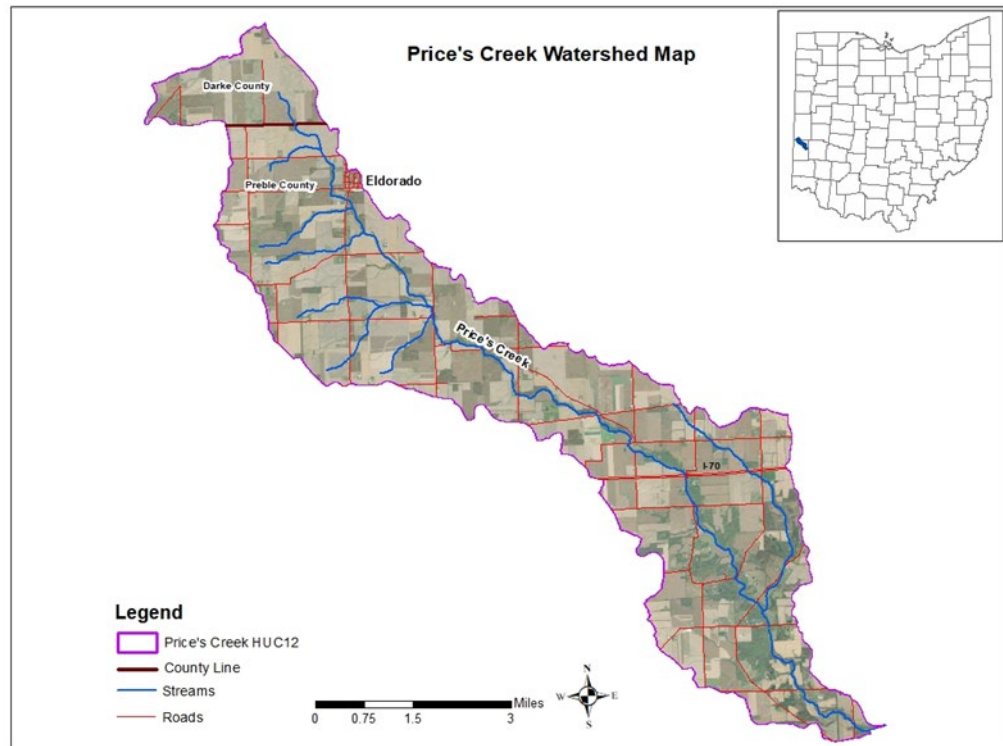 Price's Creek Watershed Map
Darke County
Preble County
Eldorado
Price's Creek
I-70
Legend
Price's Creek HUC12
County Line
Streams
Roads
Miles
0 0.75 1.5 3
N
W E
S